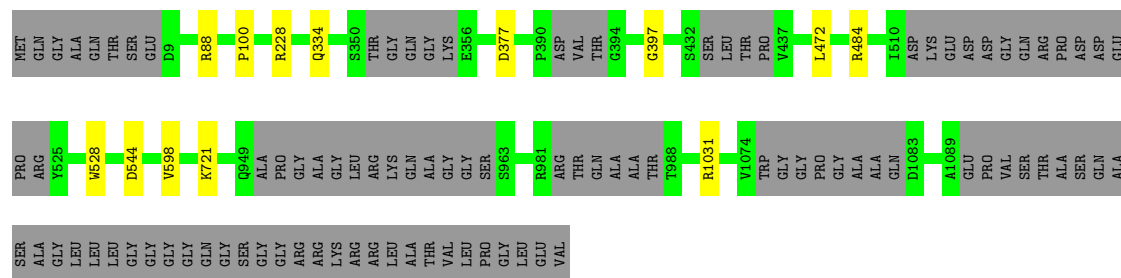 MET GLN GLY ALA GLN THR SER GLU D9 R88 P100 R228 Q334 S350 THR GLY GLN GLY LYS E356 D377 P390 ASP VAL THR G394 G397 S432 SER LEU THR PRO V437 L472 R484 I510 ASP LYS GLU ASP ASP GLY GLN ARG PRO ASP ASP GLU
PRO ARG Y525 W528 D544 V598 K721 Q949 ALA PRO GLY ALA GLY LEU ARG LYS GLN ALA GLY GLY SER S963 R981 ARG THR GLN ALA ALA THR T988 R1031 V1074 TRP GLY GLY PRO GLY ALA ALA GLN D1083 A1089 GLU PRO VAL SER THR ALA SER GLN ALA
SER ALA GLY LEU LEU LEU GLY GLY GLY GLY GLN GLY SER GLY GLY ARG ARG LYS ARG ARG LEU ALA THR VAL LEU PRO GLY LEU GLU VAL